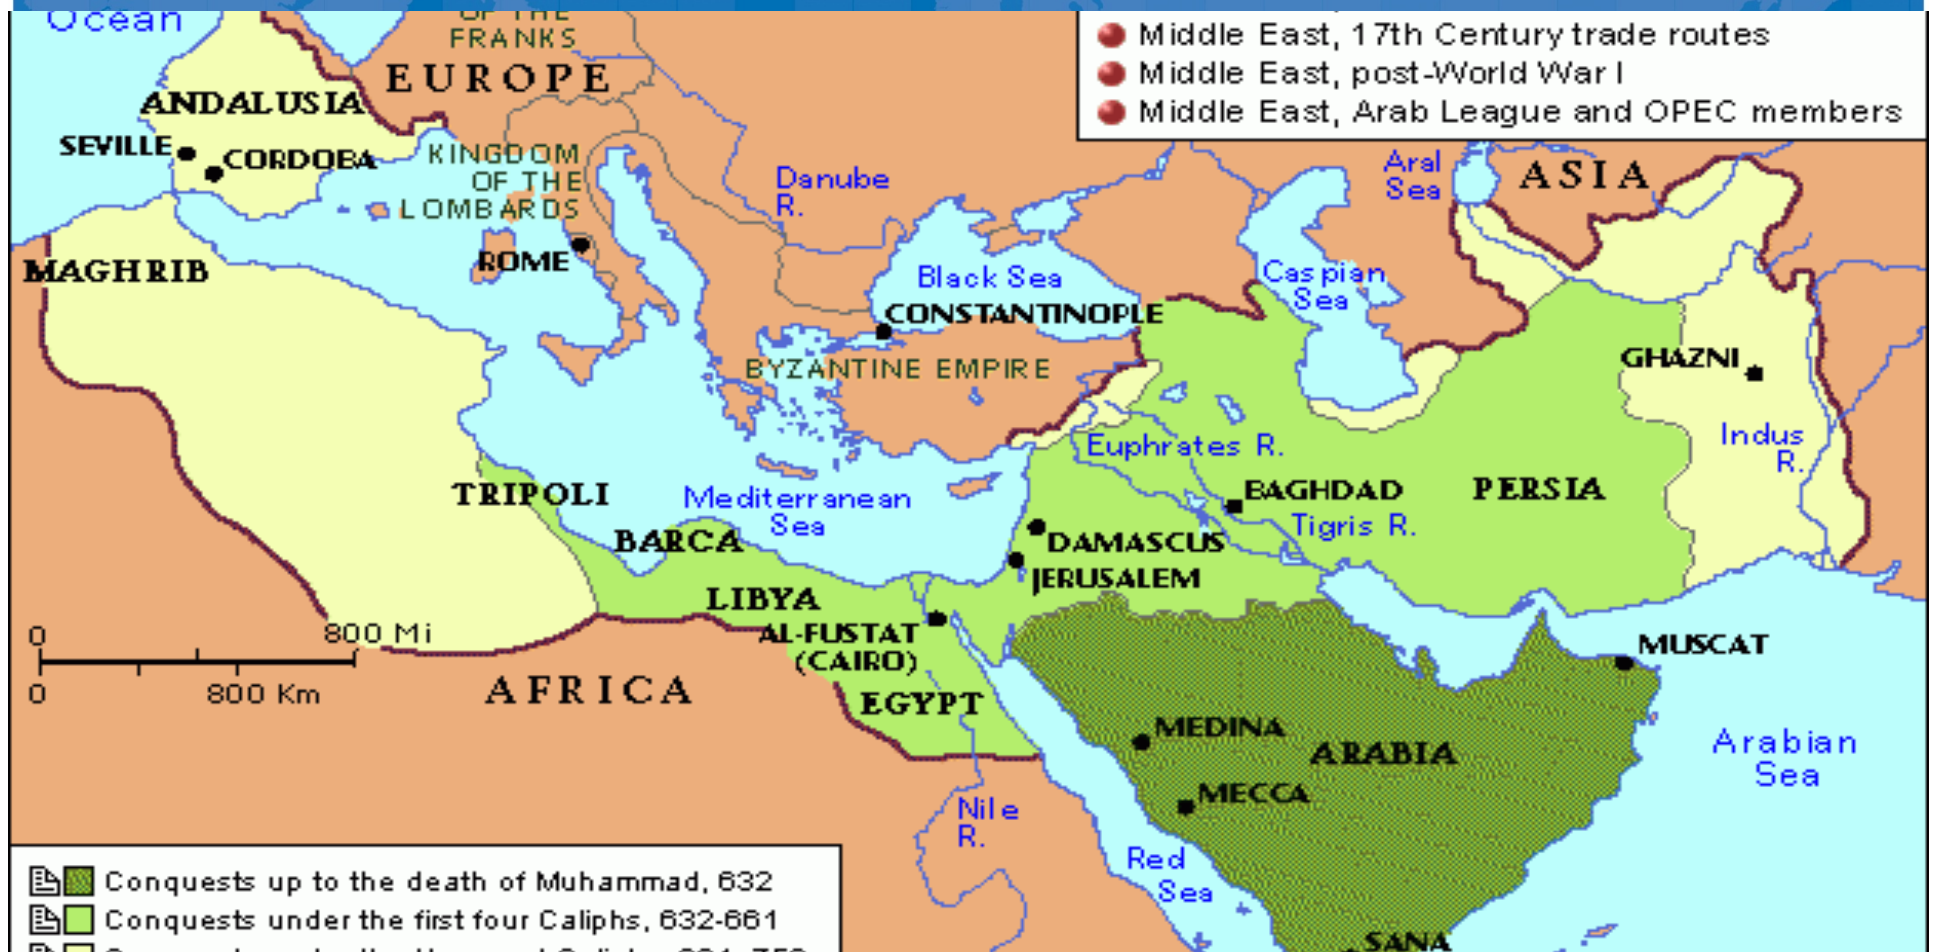 Ocean
OF THE
FRANKS
EUROPE
Middle East, 17th Century trade routes
Middle East, post-World War I
Middle East, Arab League and OPEC members
ANDALUSIA
SEVILLE
CORDOBA
KINGDOM
OF THE
LOMBARDS
Danube
R.
Aral
Sea
ASIA
MAGHRIB
ROME
Black Sea
Caspian
Sea
CONSTANTINOPLE
BYZANTINE EMPIRE
GHAZNI
Euphrates R.
Indus
R.
TRIPOLI
Mediterranean
Sea
BAGHDAD
PERSIA
Tigris R.
BARCA
DAMASCUS
JERUSALEM
LIBYA
0
800 Mi
AL-FUSTAT
(CAIRO)
MUSCAT
0
800 Km
AFRICA
EGYPT
MEDINA
ARABIA
Arabian
Sea
MECCA
Nile
R.
Red
Sea
Conquests up to the death of Muhammad, 632
Conquests under the first four Caliphs, 632-661
SANA